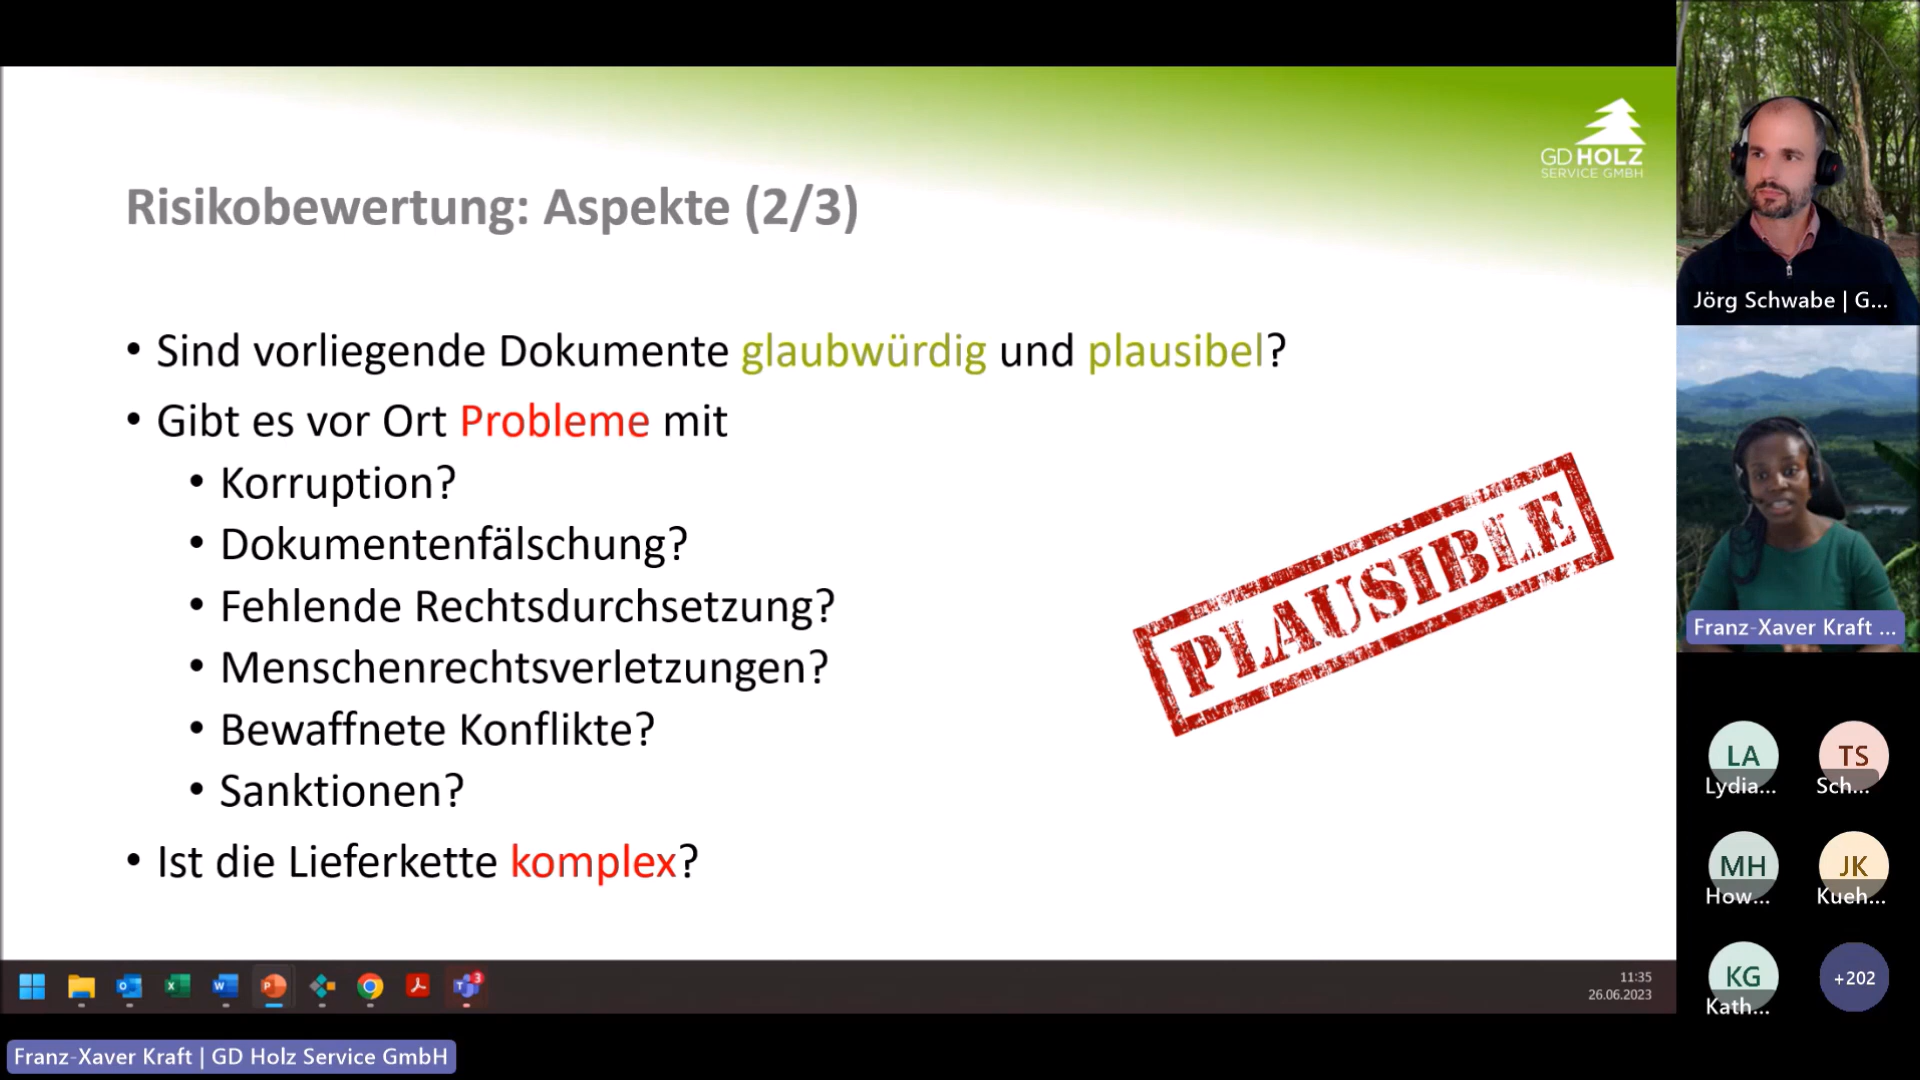 GD HOLZ
SERVICE GMBH
Risikobewertung: Aspekte (2/3)
• Sind vorliegende Dokumente glaubwürdig und plausibel?
• Gibt es vor Ort Probleme mit
• Korruption?
• Dokumentenfälschung?
• Fehlende Rechtsdurchsetzung?
• Menschenrechtsverletzungen?
• Bewaffnete Konflikte?
• Sanktionen?
• Ist die Lieferkette komplex?
PLAUSIBLE
11:35
26.06.2023
Franz-Xaver Kraft | GD Holz Service GmbH
Jörg Schwabe | G...
Franz-Xaver Kraft ...
LA
Lydia...
TS
Sch...
MH
How...
JK
Kueh...
KG
Kath...
+202
3